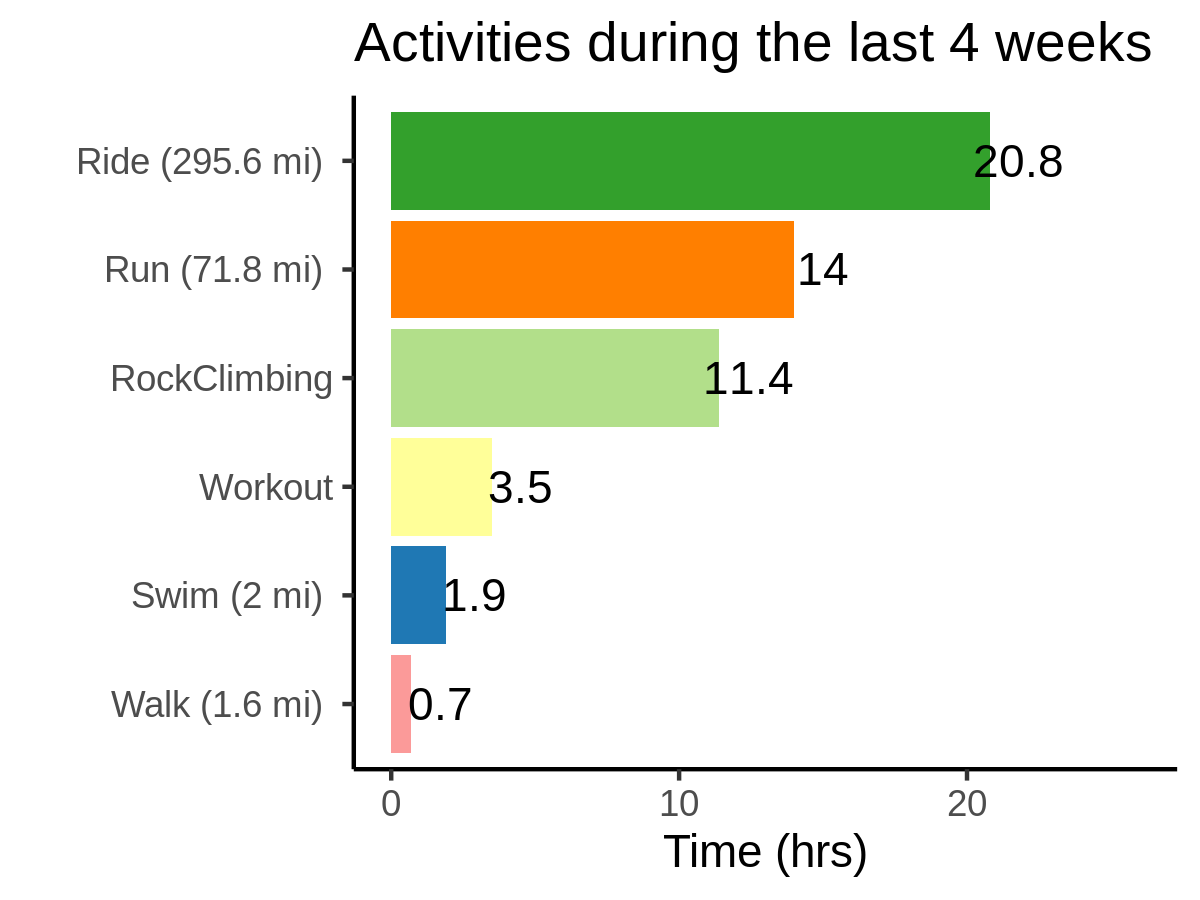 Activities during the last 4 weeks
Ride (295.6 mi) 20.8
Run (71.8 mi) 14
RockClimbing 11.4
Workout 3.5
Swim (2 mi) 1.9
Walk (1.6 mi) 0.7
0 10 20
Time (hrs)